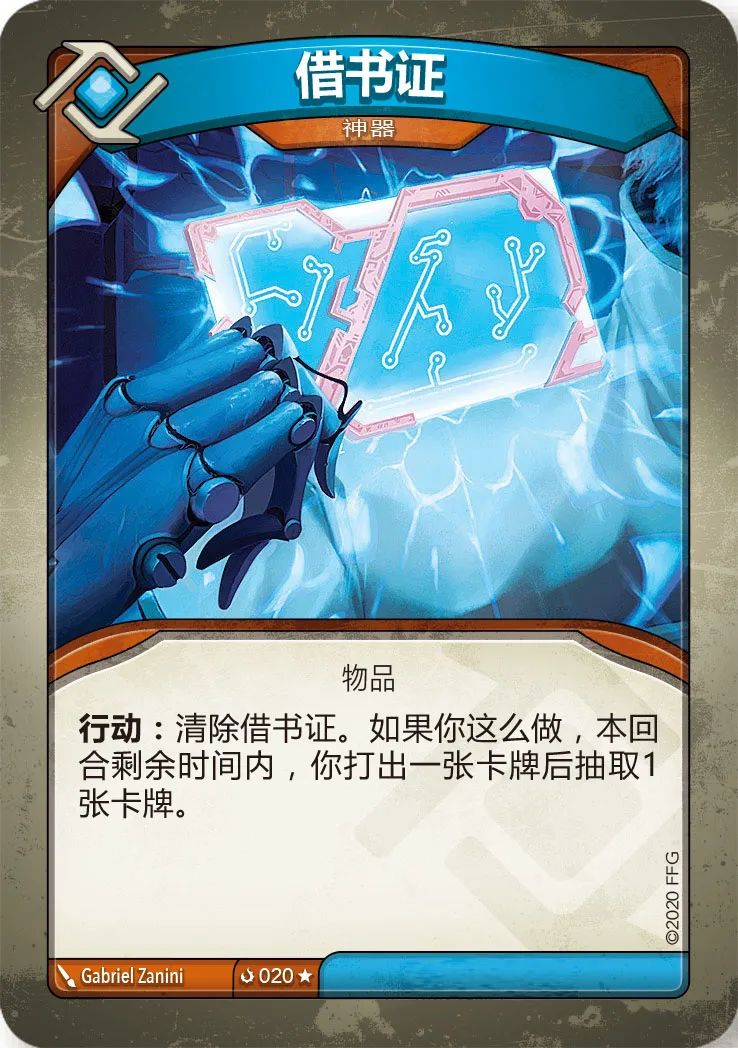 借书证
神器
物品
行动：清除借书证。如果你这么做，本回
合剩余时间内，你打出一张卡牌后抽取1
张卡牌。
©2020 FFG
Gabriel Zanini
020